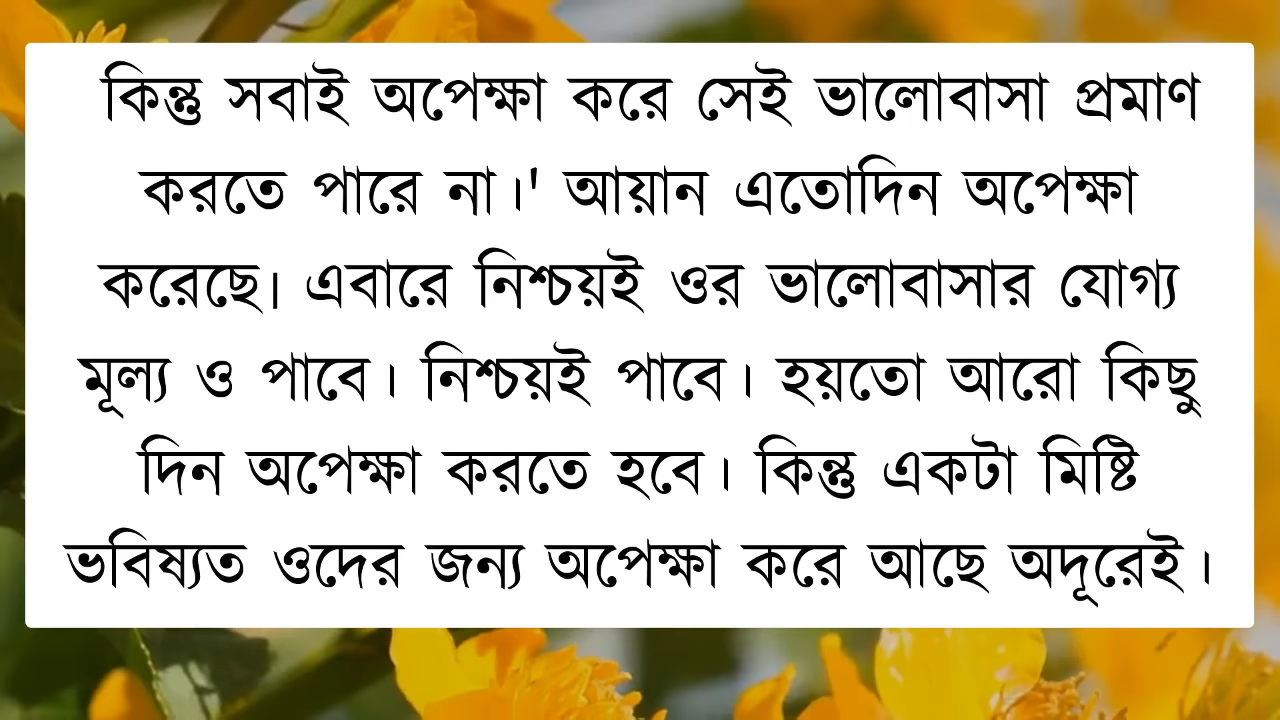 কিন্তু সবাই অপেক্ষা করে সেই ভালোবাসা প্রমাণ
করতে পারে না।' আয়ান এতোদিন অপেক্ষা
করেছে। এবারে নিশ্চয়ই ওর ভালোবাসার যোগ্য
মূল্য ও পাবে। নিশ্চয়ই পাবে। হয়তো আরো কিছু
দিন অপেক্ষা করতে হবে। কিন্তু একটা মিষ্টি
ভবিষ্যত ওদের জন্য অপেক্ষা করে আছে অদূরেই।